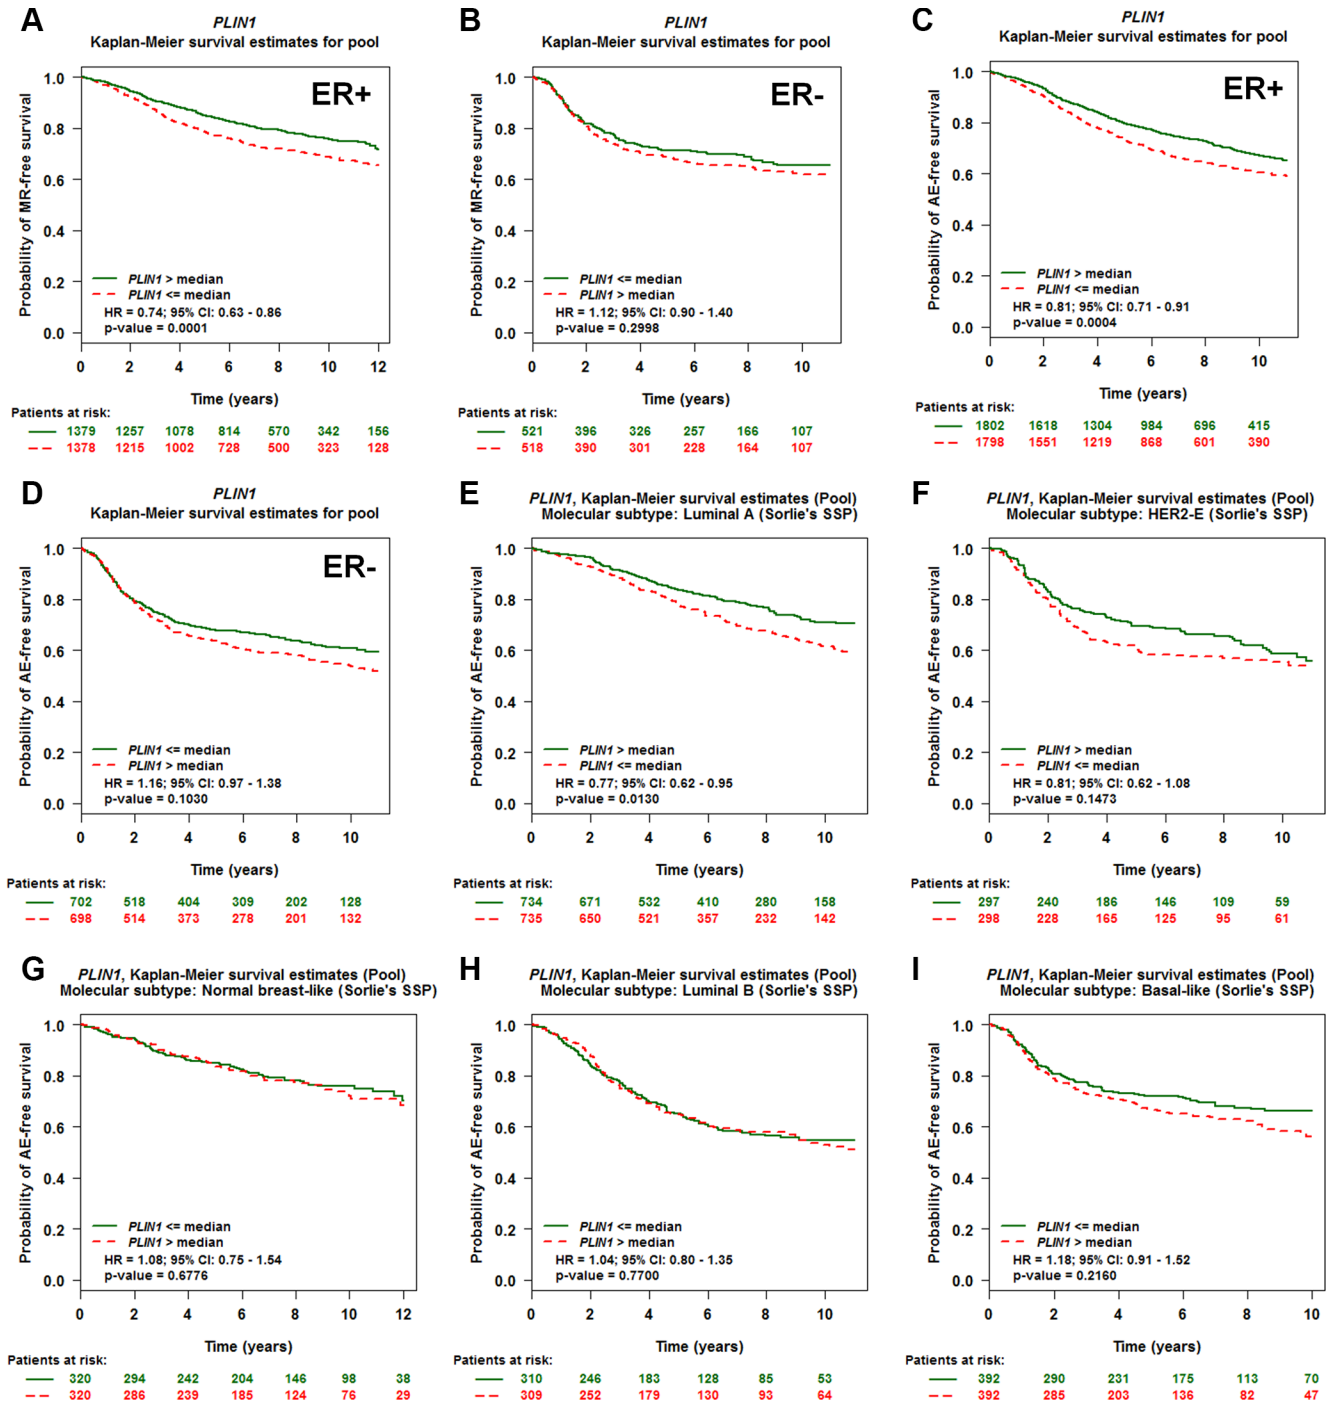 A
PLIN1
Kaplan-Meier survival estimates for pool
ER+
Probability of MR-free survival
1.0
0.8
0.6
0.4
0.2
0.0
PLIN1 > median
PLIN1 <= median
HR = 0.74; 95% CI: 0.63 - 0.86
p-value = 0.0001
0 2 4 6 8 10 12
Time (years)
Patients at risk:
1379 1257 1078 814 570 342 156
1378 1215 1002 728 500 323 128
B
PLIN1
Kaplan-Meier survival estimates for pool
ER-
Probability of MR-free survival
1.0
0.8
0.6
0.4
0.2
0.0
PLIN1 <= median
PLIN1 > median
HR = 1.12; 95% CI: 0.90 - 1.40
p-value = 0.2998
0 2 4 6 8 10
Time (years)
Patients at risk:
521 396 326 257 166 107
518 390 301 228 164 107
C
PLIN1
Kaplan-Meier survival estimates for pool
ER+
Probability of AE-free survival
1.0
0.8
0.6
0.4
0.2
0.0
PLIN1 > median
PLIN1 <= median
HR = 0.81; 95% CI: 0.71 - 0.91
p-value = 0.0004
0 2 4 6 8 10
Time (years)
Patients at risk:
1802 1618 1304 984 696 415
1798 1551 1219 868 601 390
D
PLIN1
Kaplan-Meier survival estimates for pool
ER-
Probability of AE-free survival
1.0
0.8
0.6
0.4
0.2
0.0
PLIN1 <= median
PLIN1 > median
HR = 1.16; 95% CI: 0.97 - 1.38
p-value = 0.1030
0 2 4 6 8 10
Time (years)
Patients at risk:
702 518 404 309 202 128
698 514 373 278 201 132
E
PLIN1, Kaplan-Meier survival estimates (Pool)
Molecular subtype: Luminal A (Sorlie's SSP)
Probability of AE-free survival
1.0
0.8
0.6
0.4
0.2
0.0
PLIN1 > median
PLIN1 <= median
HR = 0.77; 95% CI: 0.62 - 0.95
p-value = 0.0130
0 2 4 6 8 10
Time (years)
Patients at risk:
734 671 532 410 280 158
735 650 521 357 232 142
F
PLIN1, Kaplan-Meier survival estimates (Pool)
Molecular subtype: HER2-E (Sorlie's SSP)
Probability of AE-free survival
1.0
0.8
0.6
0.4
0.2
0.0
PLIN1 > median
PLIN1 <= median
HR = 0.81; 95% CI: 0.62 - 1.08
p-value = 0.1473
0 2 4 6 8 10
Time (years)
Patients at risk:
297 240 186 146 109 59
298 228 165 125 95 61
G
PLIN1, Kaplan-Meier survival estimates (Pool)
Molecular subtype: Normal breast-like (Sorlie's SSP)
Probability of AE-free survival
1.0
0.8
0.6
0.4
0.2
0.0
PLIN1 <= median
PLIN1 > median
HR = 1.08; 95% CI: 0.75 - 1.54
p-value = 0.6776
0 2 4 6 8 10 12
Time (years)
Patients at risk:
320 294 242 204 146 98 38
320 286 239 185 124 76 29
H
PLIN1, Kaplan-Meier survival estimates (Pool)
Molecular subtype: Luminal B (Sorlie's SSP)
Probability of AE-free survival
1.0
0.8
0.6
0.4
0.2
0.0
PLIN1 <= median
PLIN1 > median
HR = 1.04; 95% CI: 0.80 - 1.35
p-value = 0.7700
0 2 4 6 8 10
Time (years)
Patients at risk:
310 246 183 128 85 53
309 252 179 130 93 64
I
PLIN1, Kaplan-Meier survival estimates (Pool)
Molecular subtype: Basal-like (Sorlie's SSP)
Probability of AE-free survival
1.0
0.8
0.6
0.4
0.2
0.0
PLIN1 <= median
PLIN1 > median
HR = 1.18; 95% CI: 0.91 - 1.52
p-value = 0.2160
0 2 4 6 8 10
Time (years)
Patients at risk:
392 290 231 175 113 70
392 285 203 136 82 47